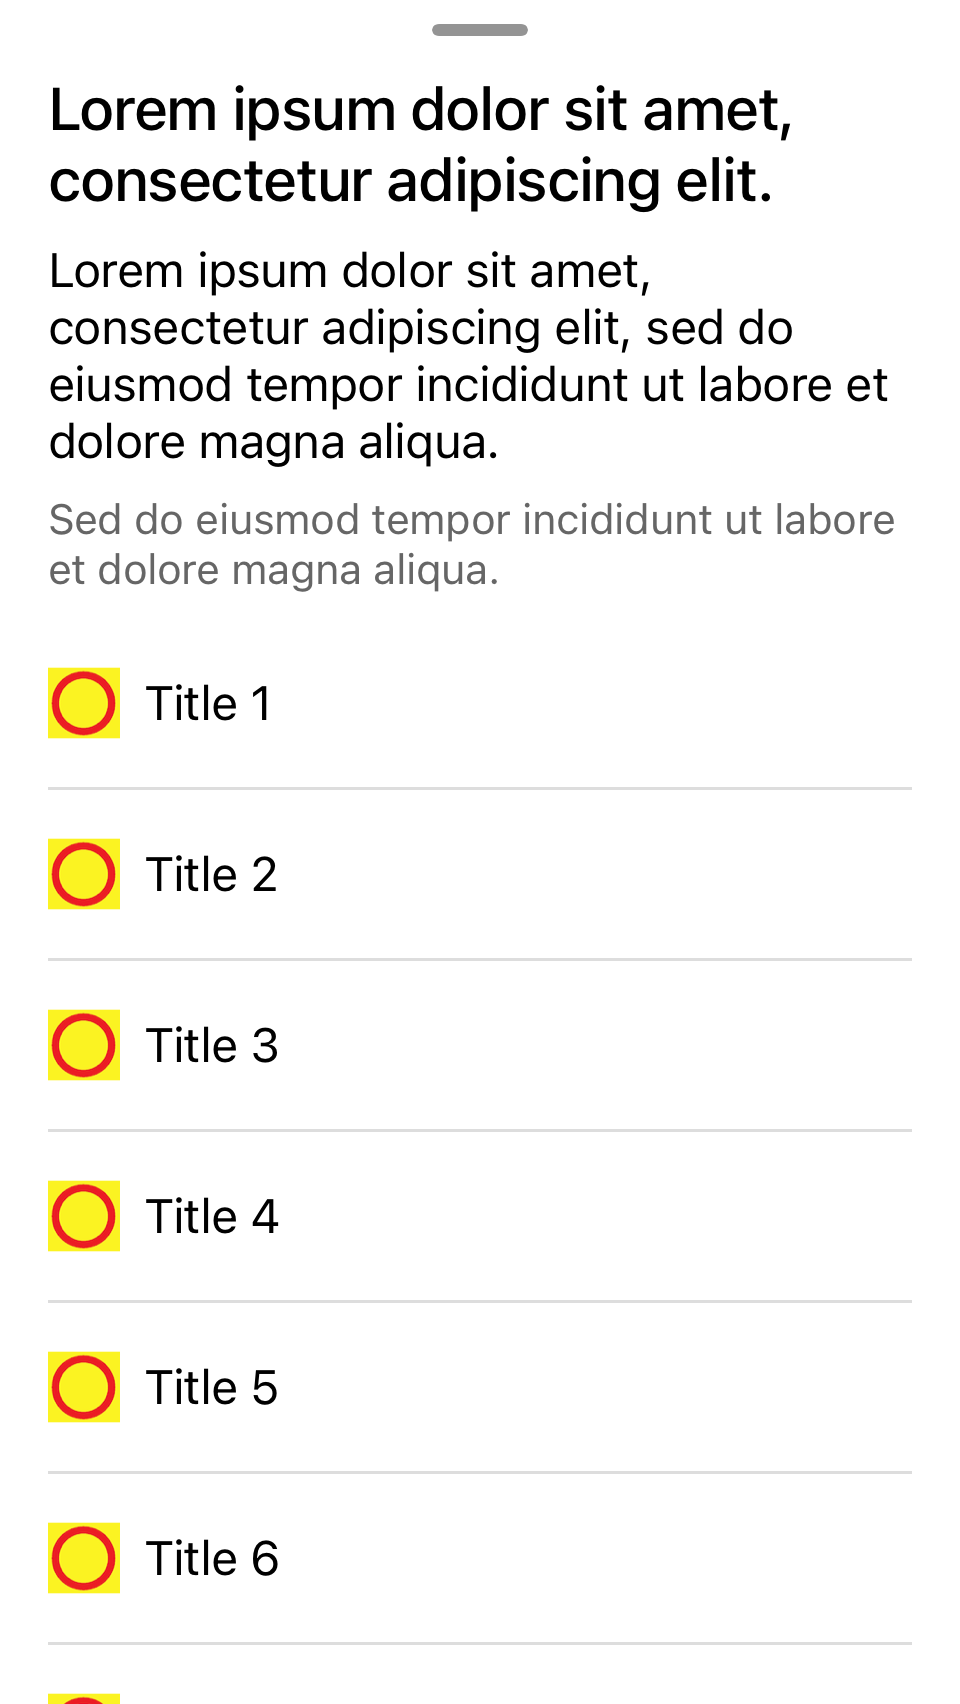 Lorem ipsum dolor sit amet,
consectetur adipiscing elit.
Lorem ipsum dolor sit amet,
consectetur adipiscing elit, sed do
eiusmod tempor incididunt ut labore et
dolore magna aliqua.
Sed do eiusmod tempor incididunt ut labore
et dolore magna aliqua.
Title 1
Title 2
Title 3
Title 4
Title 5
Title 6